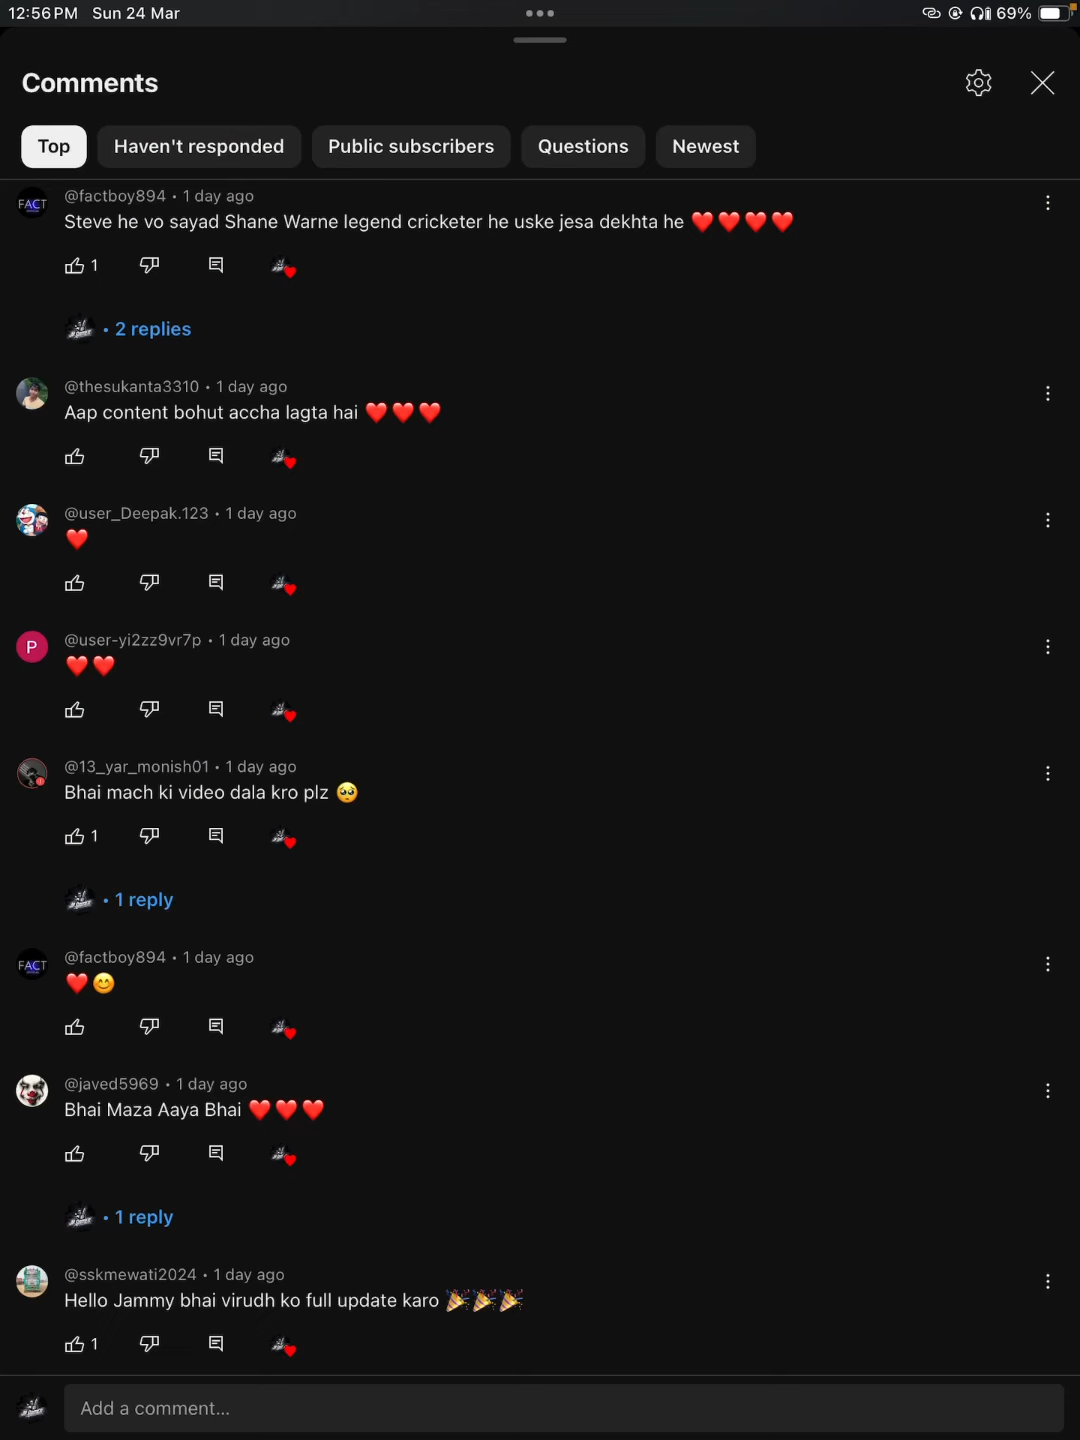 12:56 PM Sun 24 Mar
69%
Comments
Top
Haven't responded
Public subscribers
Questions
Newest
FACT
@factboy894 • 1 day ago
Steve he vo sayad Shane Warne legend cricketer he uske jesa dekhta he ❤️❤️❤️❤️
1
• 2 replies
@thesukanta3310 • 1 day ago
Aap content bohut accha lagta hai ❤️❤️❤️
@user_Deepak.123 • 1 day ago
❤️
P
@user-yi2zz9vr7p • 1 day ago
❤️❤️
@13_yar_monish01 • 1 day ago
Bhai mach ki video dala kro plz 🥺
1
• 1 reply
FACT
@factboy894 • 1 day ago
❤️😊
@javed5969 • 1 day ago
Bhai Maza Aaya Bhai ❤️❤️❤️
• 1 reply
@sskmewati2024 • 1 day ago
Hello Jammy bhai virudh ko full update karo 🎉🎉🎉
1
Add a comment...